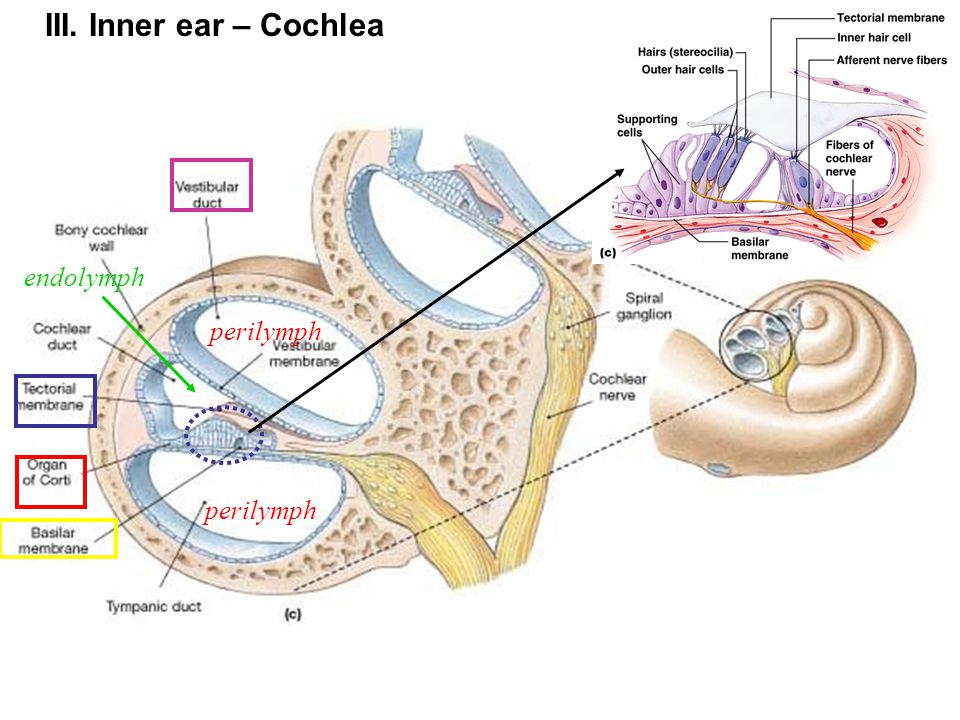 III. Inner ear – Cochlea
Tectorial membrane
Inner hair cell
Afferent nerve fibers
Hairs (stereocilia)
Outer hair cells
Supporting
cells
Fibers of
cochlear
nerve
Basilar
membrane
(c)
Vestibular
duct
Bony cochlear
wall
endolymph
perilymph
Cochlear
duct
Vestibular
membrane
Tectorial
membrane
Organ
of Corti
perilymph
Basilar
membrane
Tympanic duct
(c)
Spiral
ganglion
Cochlear
nerve